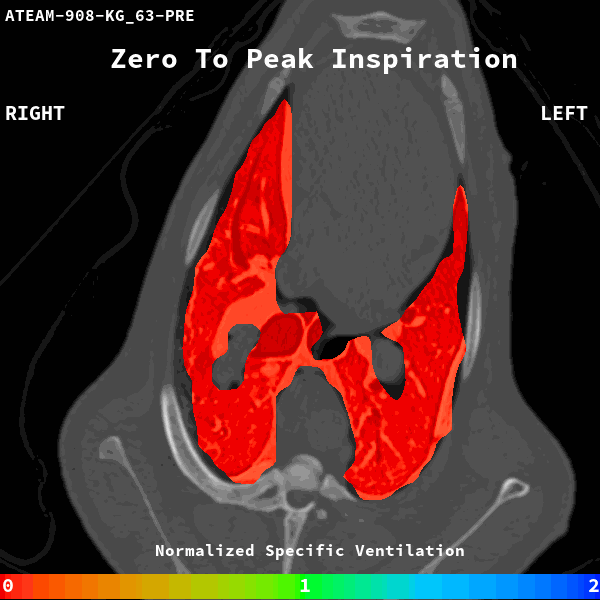 ATEAM-908-KG_63-PRE
Zero To Peak Inspiration
RIGHT
LEFT
Normalized Specific Ventilation
0 1 2